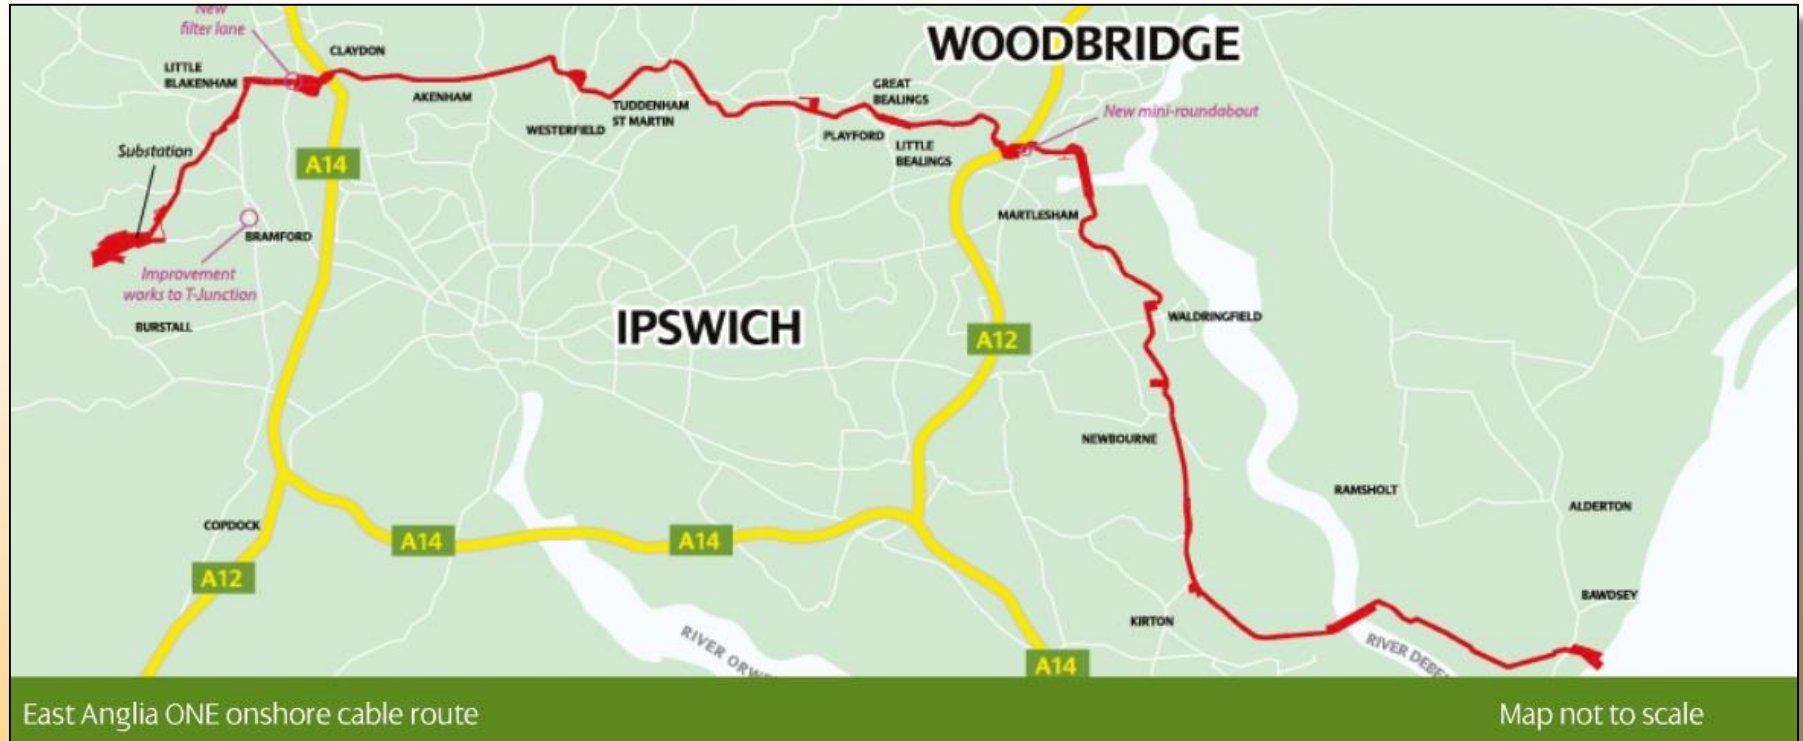 New
filter lane
CLAYDON
WOODBRIDGE
LITTLE
BLAKENHAM
AKENHAM
GREAT
BEALINGS
New mini-roundabout
TUDDENHAM
ST MARTIN
WESTERFIELD
PLAYFORD
LITTLE
BEALINGS
Substation
A14
MARTLESHAM
BRAMFORD
Improvement
works to T-Junction
BURSTALL
IPSWICH
A12
WALDRINGFIELD
NEWBOURNE
RAMSHOLT
ALDERTON
COPDOCK
A14
A14
A12
BAWDSEY
KIRTON
RIVER
RIVER
A14
East Anglia ONE onshore cable route
Map not to scale